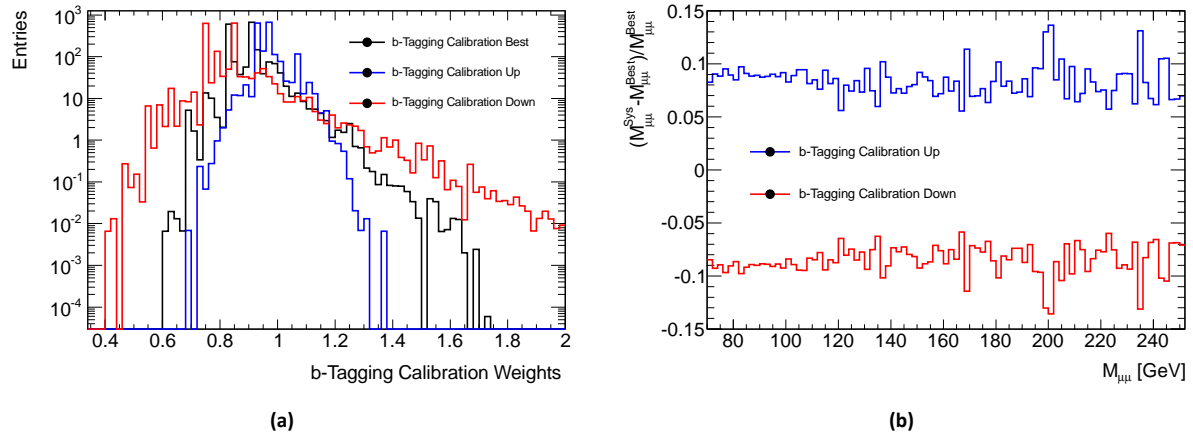 Entries
10³
10²
10
1
10⁻¹
10⁻²
10⁻³
10⁻⁴
b-Tagging Calibration Best
b-Tagging Calibration Up
b-Tagging Calibration Down
0.4 0.6 0.8 1 1.2 1.4 1.6 1.8 2
b-Tagging Calibration Weights
(a)
(M^Sys_μμ-M^Best_μμ)/M^Best_μμ
0.15
0.1
0.05
0
-0.05
-0.1
-0.15
b-Tagging Calibration Up
b-Tagging Calibration Down
80 100 120 140 160 180 200 220 240
M_μμ [GeV]
(b)